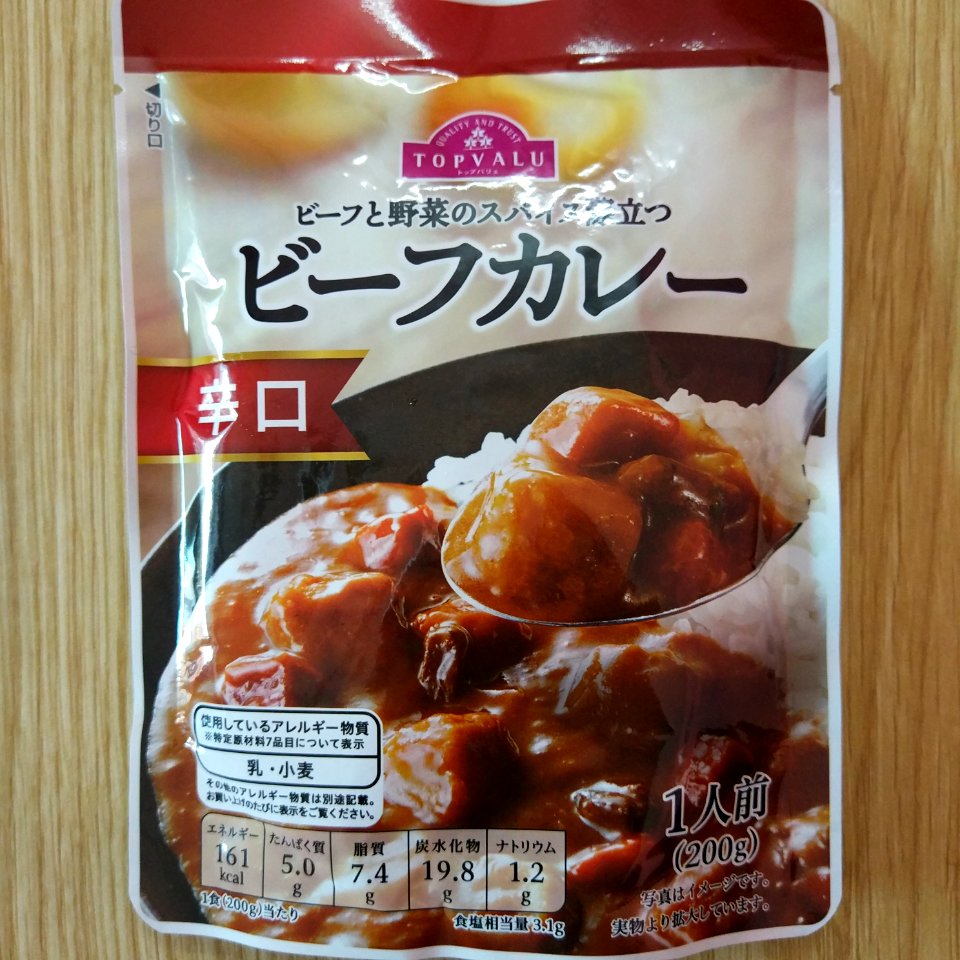 ◀切り口
QUALITY AND TRUST
TOPVALU
トップバリュ
ビーフと野菜のスパイス際立つ
ビーフカレー
辛口
使用しているアレルギー物質
※特定原材料7品目について表示
乳・小麦
その他のアレルギー物質は別途記載。
お買い上げのたびに表示をご覧ください。
エネルギー 161 kcal
たんぱく質 5.0 g
脂質 7.4 g
炭水化物 19.8 g
ナトリウム 1.2 g
1食(200g)当たり
食塩相当量 3.1g
1人前
(200g)
写真はイメージです。
実物より拡大しています。